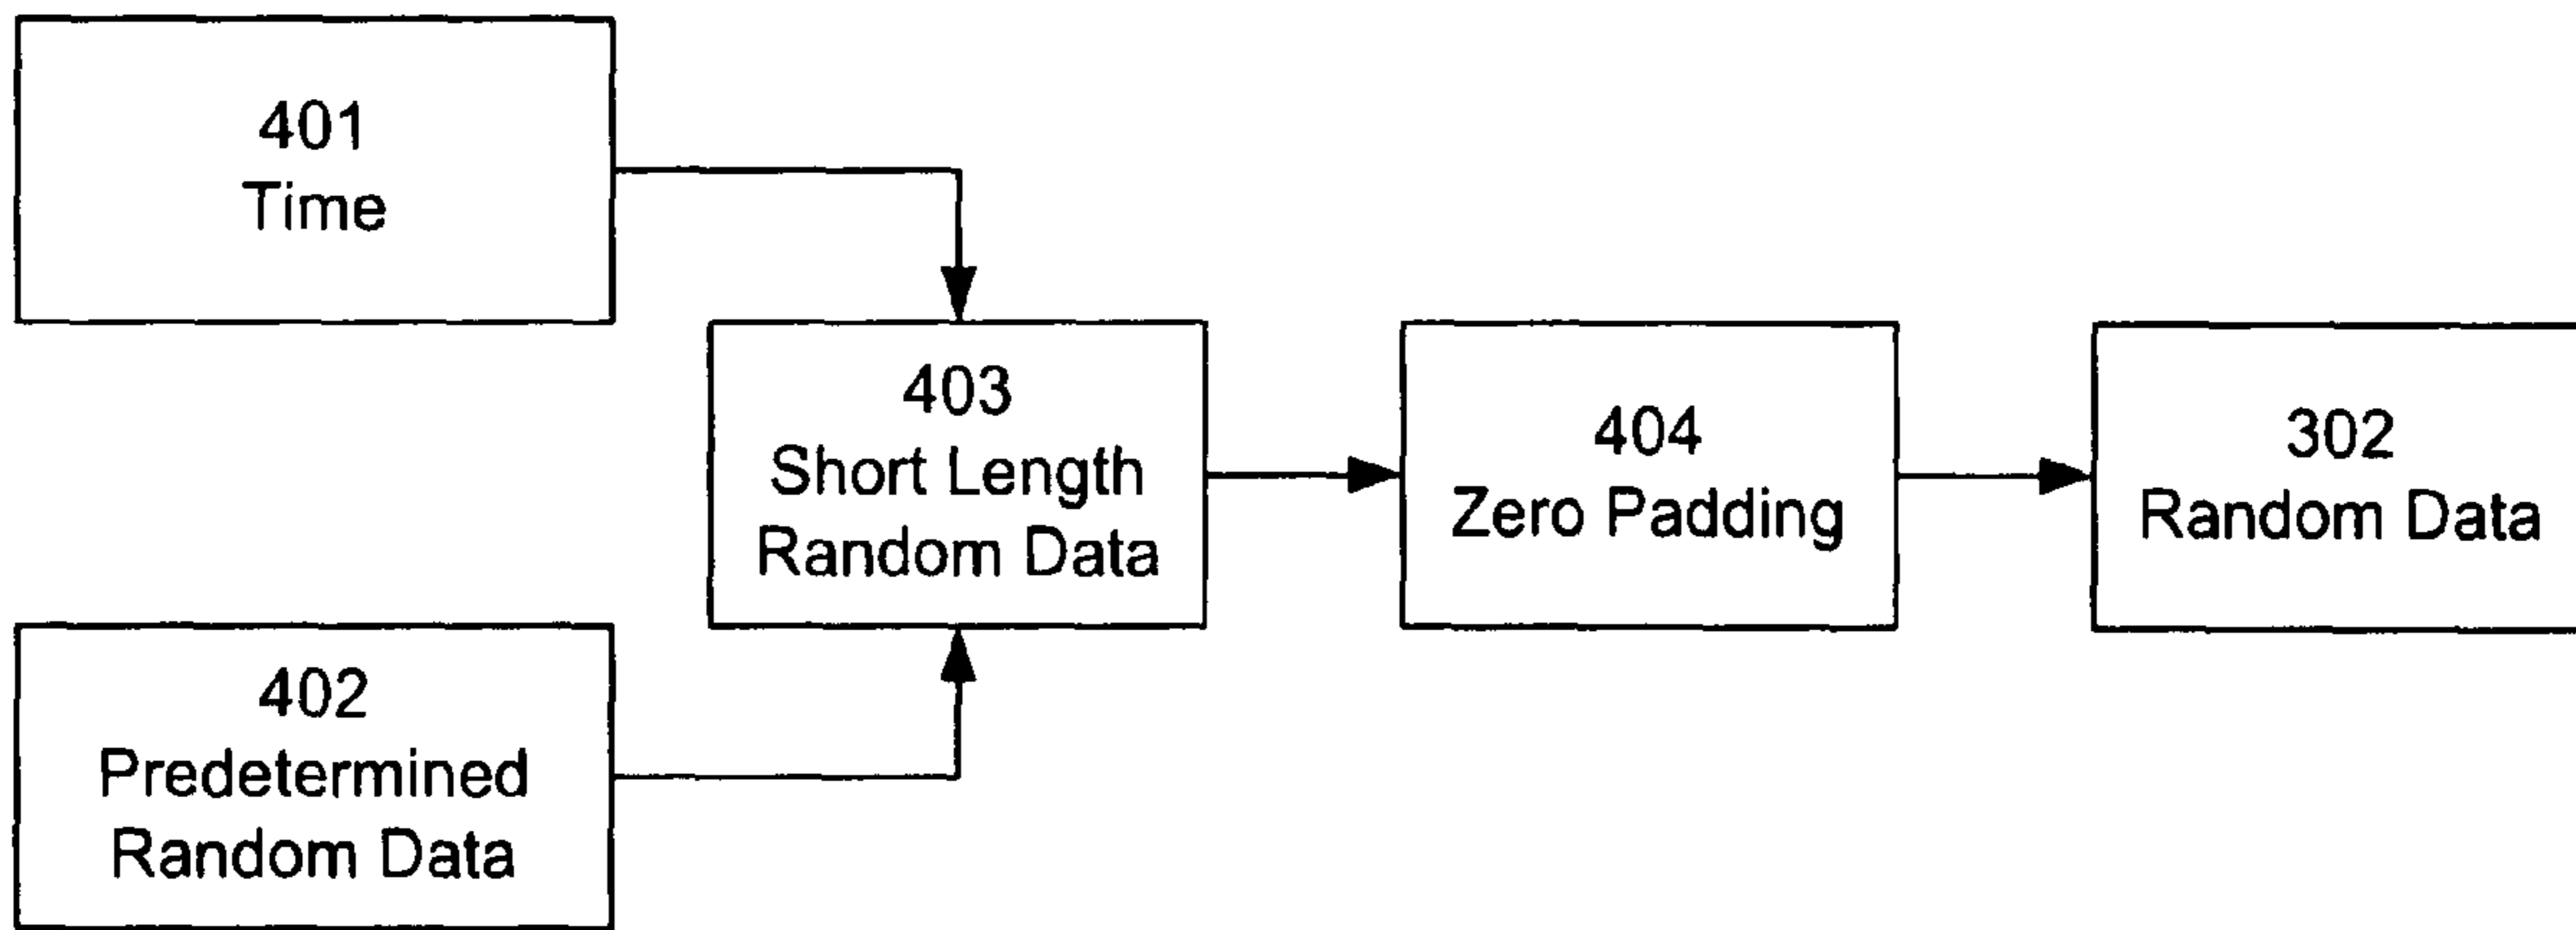 401
Time
402
Predetermined
Random Data
403
Short Length
Random Data
404
Zero Padding
302
Random Data